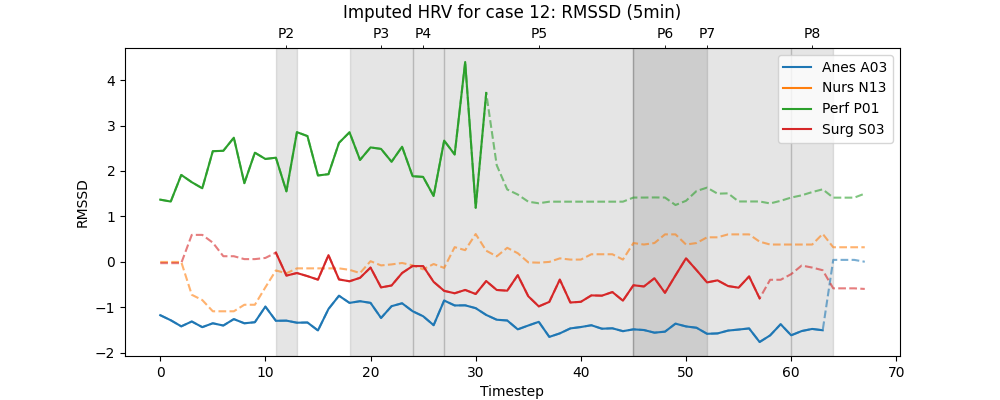 Imputed HRV for case 12: RMSSD (5min)
P2 P3 P4 P5 P6 P7 P8
Anes A03
Nurs N13
Perf P01
Surg S03
4
3
2
1
0
−1
−2
RMSSD
0 10 20 30 40 50 60 70
Timestep